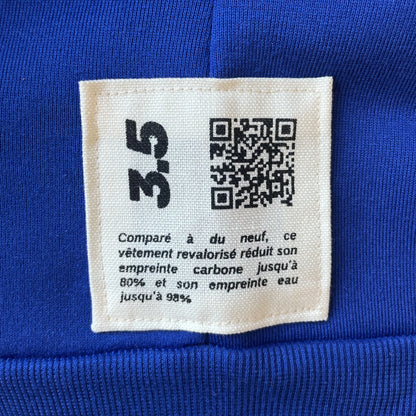 3.5
Comparé à du neuf, ce
vêtement revalorisé réduit son
empreinte carbone jusqu'à
80% et son empreinte eau
jusqu'à 98%